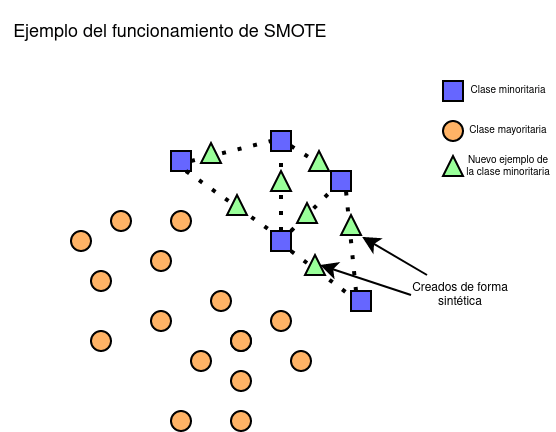 Ejemplo del funcionamiento de SMOTE
Clase minoritaria
Clase mayoritaria
Nuevo ejemplo de
la clase minoritaria
Creados de forma
sintética